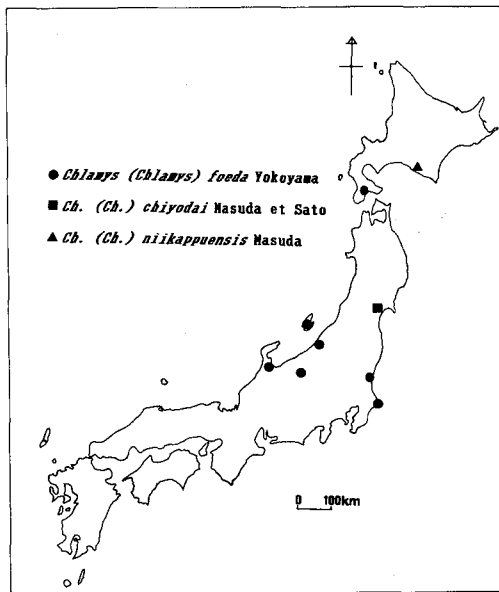 ● Chlamys (Chlamys) foeda Yokoyama
■ Ch. (Ch.) chiyodai Masuda et Sato
▲ Ch. (Ch.) niikappuensis Masuda
0 100km